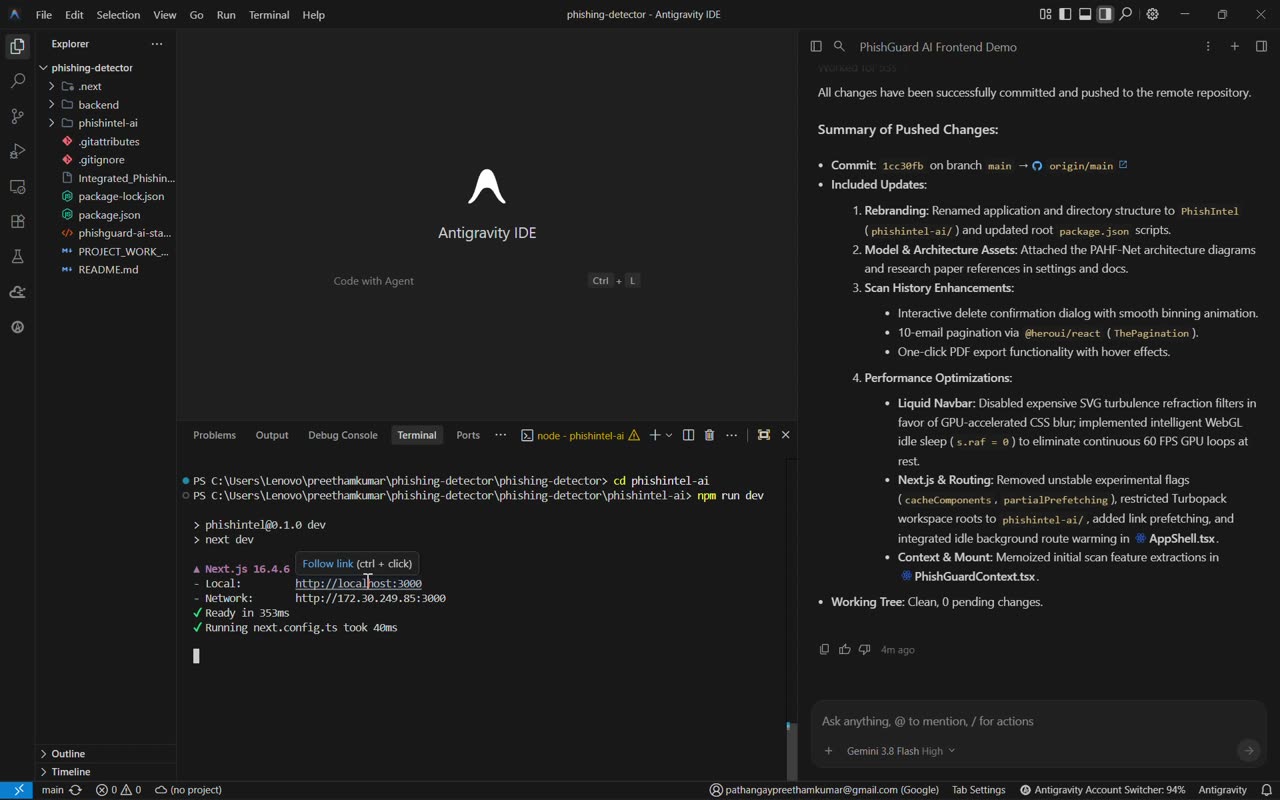 File Edit Selection View Go Run Terminal Help
phishing-detector - Antigravity IDE
Explorer
phishing-detector
.next
backend
phishintel-ai
.gitattributes
.gitignore
Integrated_Phishin...
package-lock.json
package.json
phishguard-ai-sta...
PROJECT_WORK_...
README.md
Outline
Timeline
Antigravity IDE
Code with Agent Ctrl + L
Problems Output Debug Console Terminal Ports node - phishintel-ai
PS C:\Users\Lenovo\preethamkumar\phishing-detector\phishing-detector> cd phishintel-ai
PS C:\Users\Lenovo\preethamkumar\phishing-detector\phishing-detector\phishintel-ai> npm run dev
> phishintel@0.1.0 dev
> next dev
Follow link (ctrl + click)
▲ Next.js 16.4.6
- Local: http://localhost:3000
- Network: http://172.30.249.85:3000
✓ Ready in 353ms
✓ Running next.config.ts took 40ms
PhishGuard AI Frontend Demo
Worked for 53s
All changes have been successfully committed and pushed to the remote repository.
Summary of Pushed Changes:
• Commit: 1cc30fb on branch main → origin/main
• Included Updates:
1. Rebranding: Renamed application and directory structure to PhishIntel
(phishintel-ai/) and updated root package.json scripts.
2. Model & Architecture Assets: Attached the PAHF-Net architecture diagrams
and research paper references in settings and docs.
3. Scan History Enhancements:
• Interactive delete confirmation dialog with smooth binning animation.
• 10-email pagination via @heroui/react (ThePagination).
• One-click PDF export functionality with hover effects.
4. Performance Optimizations:
• Liquid Navbar: Disabled expensive SVG turbulence refraction filters in
favor of GPU-accelerated CSS blur; implemented intelligent WebGL
idle sleep (s.raf = 0) to eliminate continuous 60 FPS GPU loops at
rest.
• Next.js & Routing: Removed unstable experimental flags
(cacheComponents, partialPrefetching), restricted Turbopack
workspace roots to phishintel-ai/, added link prefetching, and
integrated idle background route warming in AppShell.tsx.
• Context & Mount: Memoized initial scan feature extractions in
PhishGuardContext.tsx.
• Working Tree: Clean, 0 pending changes.
4m ago
Ask anything, @ to mention, / for actions
Gemini 3.8 Flash High
main 0 0 (no project) pathangaypreethamkumar@gmail.com (Google) Tab Settings Antigravity Account Switcher: 94% Antigravity